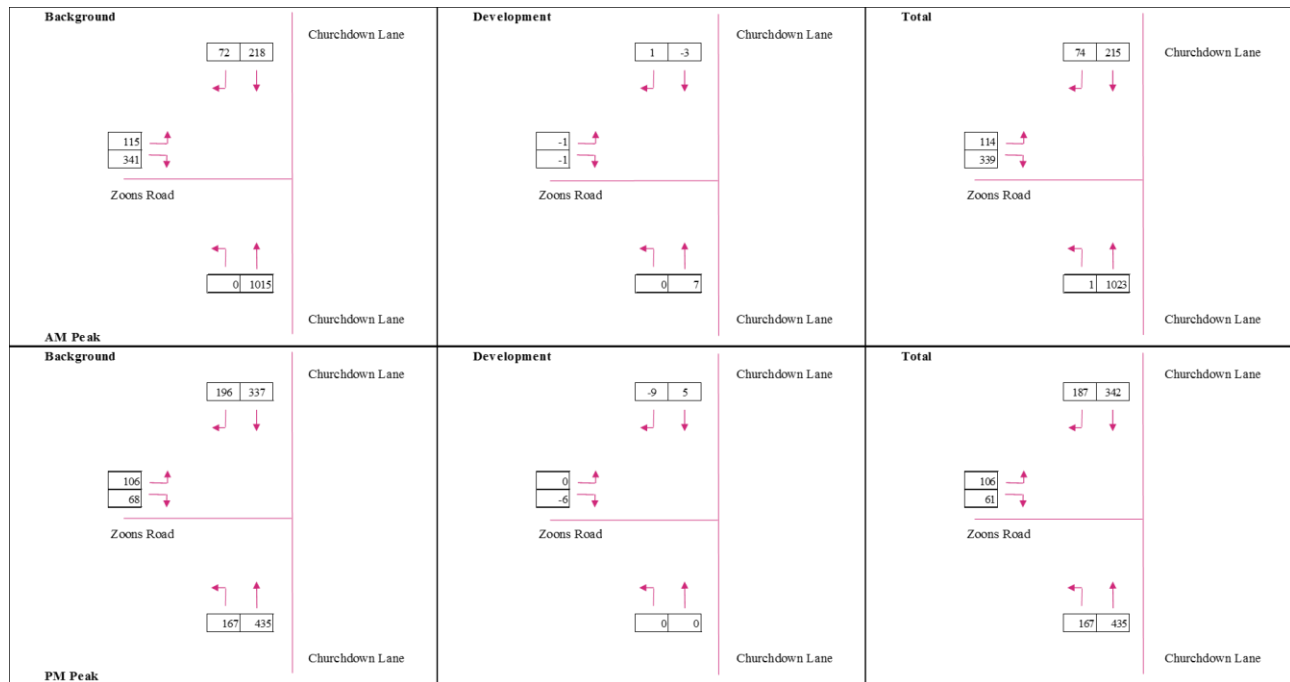 Background
Churchdown Lane
72 218
115
341
Zoons Road
0 1015
Churchdown Lane
AM Peak
Development
Churchdown Lane
1 -3
-1
-1
Zoons Road
0 7
Churchdown Lane
Total
Churchdown Lane
74 215
114
339
Zoons Road
1 1023
Churchdown Lane
Background
Churchdown Lane
196 337
106
68
Zoons Road
167 435
Churchdown Lane
PM Peak
Development
Churchdown Lane
-9 5
0
-6
Zoons Road
0 0
Churchdown Lane
Total
Churchdown Lane
187 342
106
61
Zoons Road
167 435
Churchdown Lane